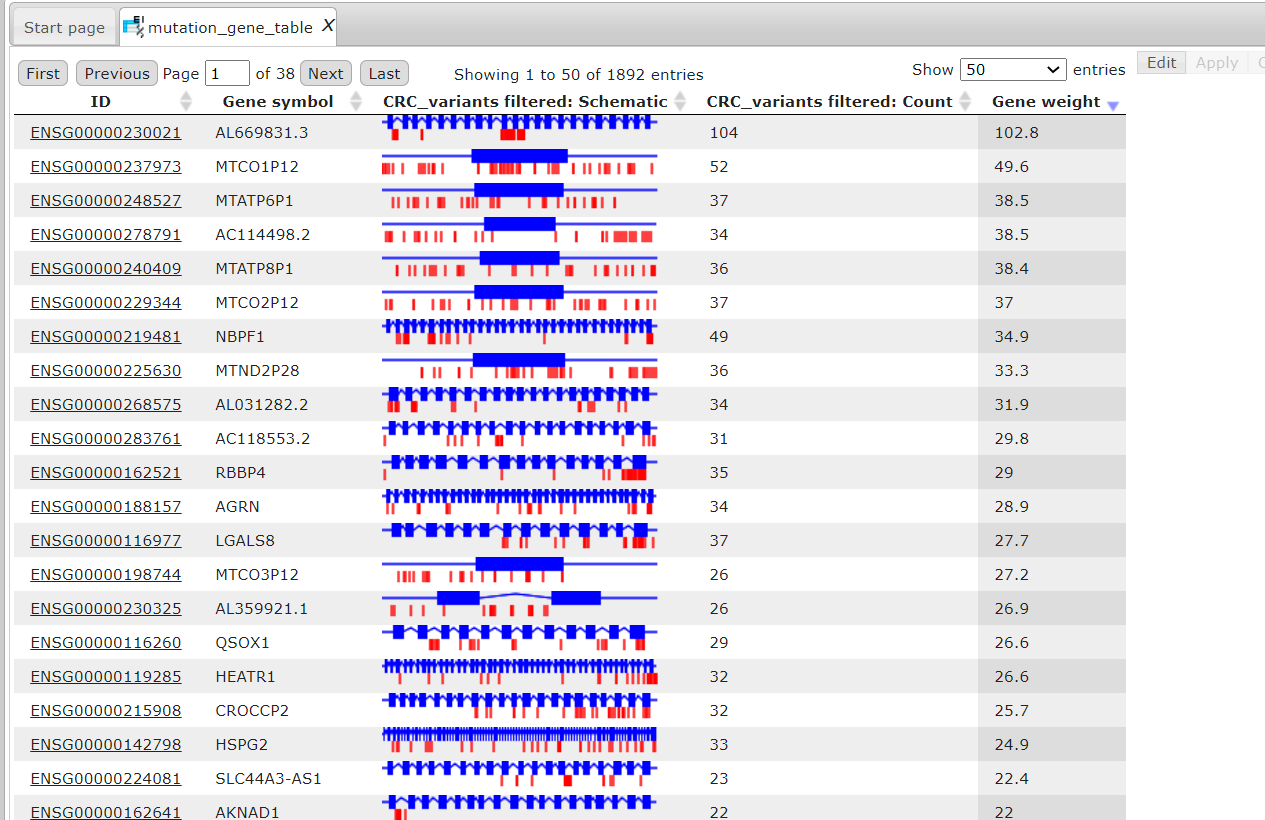 Start page mutation_gene_table X
First Previous Page 1 of 38 Next Last Showing 1 to 50 of 1892 entries Show 50 entries Edit Apply
ID Gene symbol CRC_variants filtered: Schematic CRC_variants filtered: Count Gene weight
ENSG00000230021 AL669831.3 104 102.8
ENSG00000237973 MTCO1P12 52 49.6
ENSG00000248527 MTATP6P1 37 38.5
ENSG00000278791 AC114498.2 34 38.5
ENSG00000240409 MTATP8P1 36 38.4
ENSG00000229344 MTCO2P12 37 37
ENSG00000219481 NBPF1 49 34.9
ENSG00000225630 MTND2P28 36 33.3
ENSG00000268575 AL031282.2 34 31.9
ENSG00000283761 AC118553.2 31 29.8
ENSG00000162521 RBBP4 35 29
ENSG00000188157 AGRN 34 28.9
ENSG00000116977 LGALS8 37 27.7
ENSG00000198744 MTCO3P12 26 27.2
ENSG00000230325 AL359921.1 26 26.9
ENSG00000116260 QSOX1 29 26.6
ENSG00000119285 HEATR1 32 26.6
ENSG00000215908 CROCCP2 32 25.7
ENSG00000142798 HSPG2 33 24.9
ENSG00000224081 SLC44A3-AS1 23 22.4
ENSG00000162641 AKNAD1 22 22